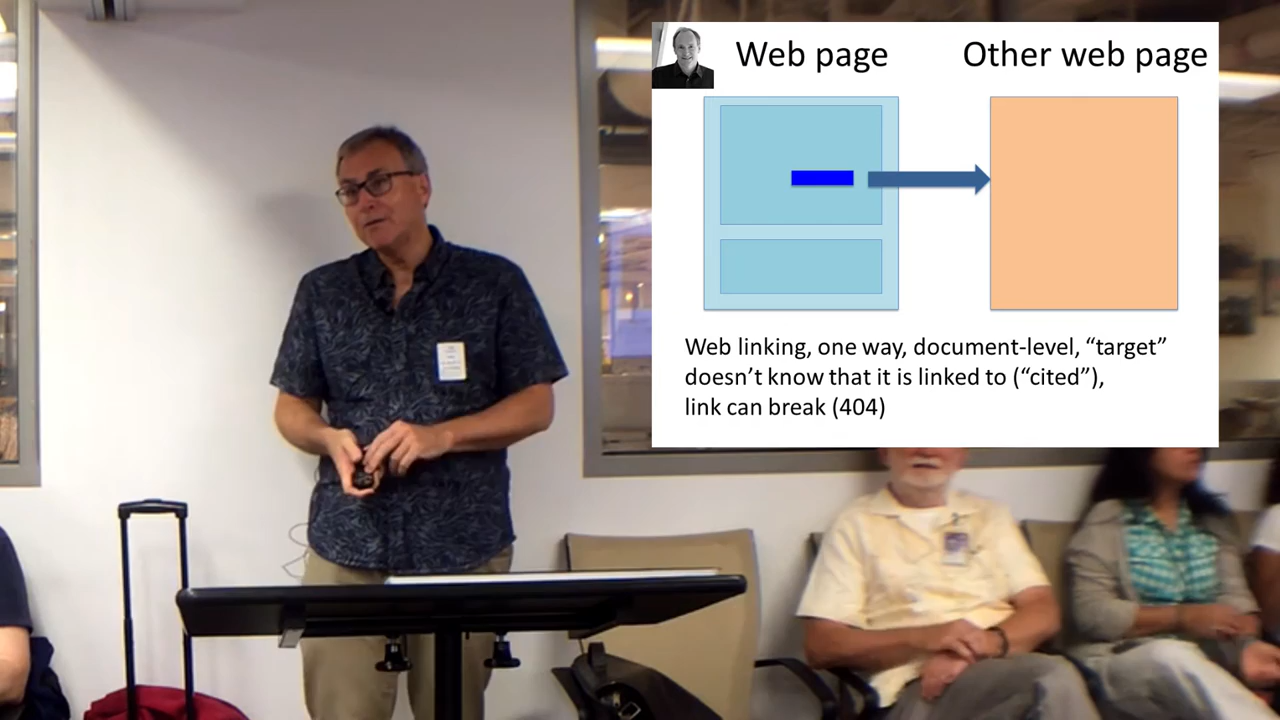 Web page
Other web page
Web linking, one way, document-level, “target”
doesn’t know that it is linked to (“cited”),
link can break (404)